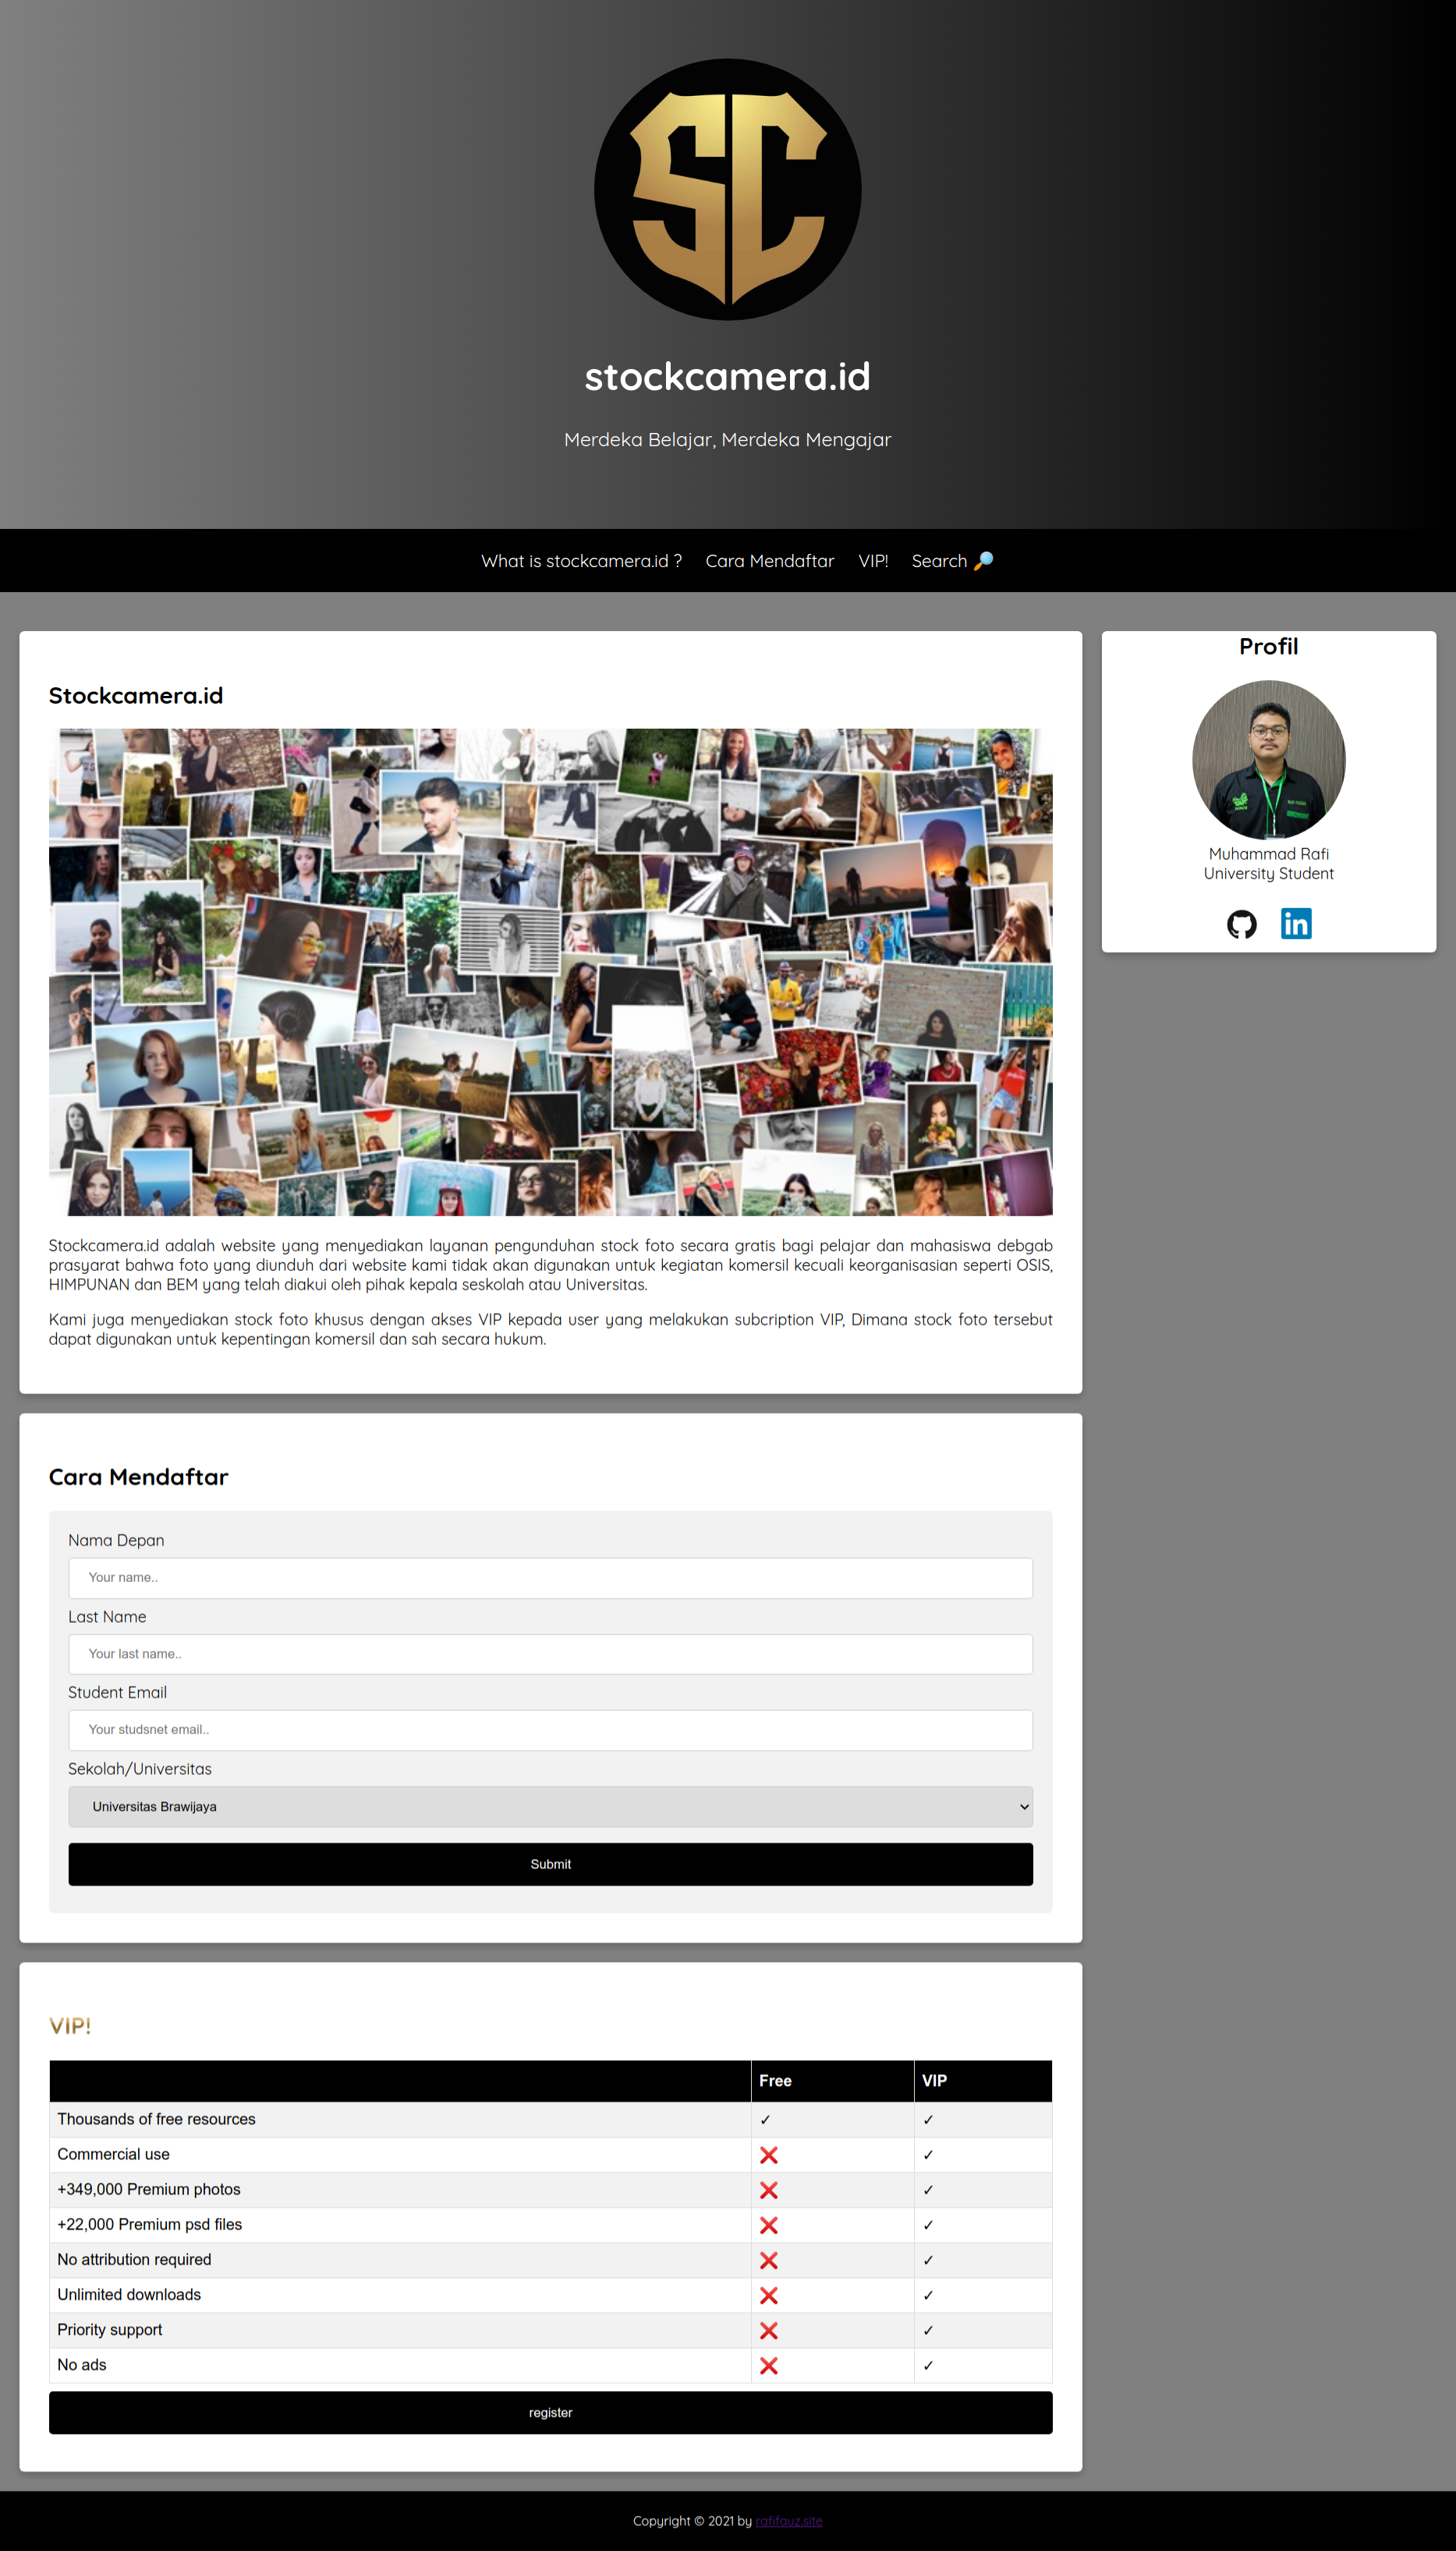 SC
stockcamera.id
Merdeka Belajar, Merdeka Mengajar
What is stockcamera.id ? Cara Mendaftar VIP! Search 🔎
Stockcamera.id
Stockcamera.id adalah website yang menyediakan layanan pengunduhan stock foto secara gratis bagi pelajar dan mahasiswa debgab
prasyarat bahwa foto yang diunduh dari website kami tidak akan digunakan untuk kegiatan komersil kecuali keorganisasian seperti OSIS,
HIMPUNAN dan BEM yang telah diakui oleh pihak kepala seskolah atau Universitas.
Kami juga menyediakan stock foto khusus dengan akses VIP kepada user yang melakukan subcription VIP, Dimana stock foto tersebut
dapat digunakan untuk kepentingan komersil dan sah secara hukum.
Profil
Muhammad Rafi
University Student
in
Cara Mendaftar
Nama Depan
Your name..
Last Name
Your last name..
Student Email
Your studsnet email..
Sekolah/Universitas
Universitas Brawijaya
Submit
VIP!
Free VIP
Thousands of free resources ✓ ✓
Commercial use ❌ ✓
+349,000 Premium photos ❌ ✓
+22,000 Premium psd files ❌ ✓
No attribution required ❌ ✓
Unlimited downloads ❌ ✓
Priority support ❌ ✓
No ads ❌ ✓
register
Copyright © 2021 by rafifauz.site